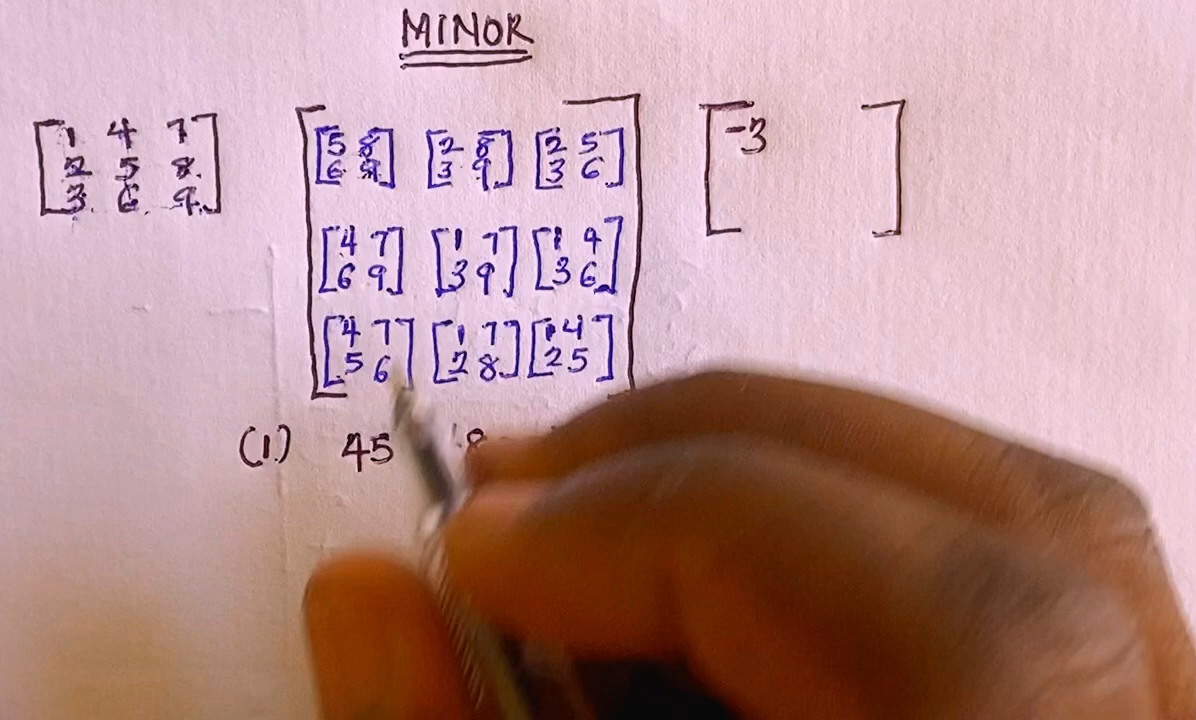 MINOR
[1 4 7] [[5 8] [2 8] [2 5]] [-3 ]
[2 5 8.] [[6 9] [3 9] [3 6]]
[3. 6. 9.] [[4 7] [1 7] [1 4]]
[[6 9] [3 9] [3 6]]
[[4 7] [1 7] [1 4]]
[[5 6] [2 8] [2 5]]
(1) 45